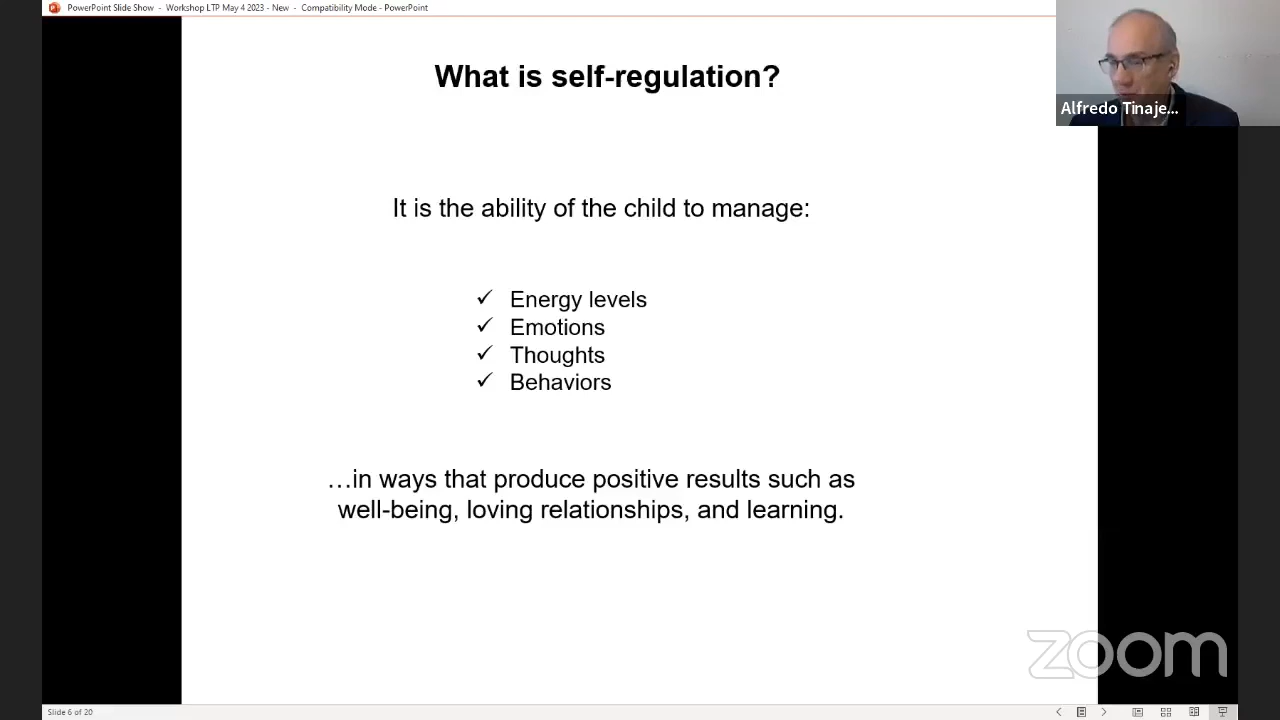 PowerPoint Slide Show - Workshop LTP May 4 2023 - New - Compatibility Mode - PowerPoint
What is self-regulation?
Alfredo Tinaje...
It is the ability of the child to manage:
✓ Energy levels
✓ Emotions
✓ Thoughts
✓ Behaviors
…in ways that produce positive results such as
well-being, loving relationships, and learning.
zoom
Slide 6 of 20